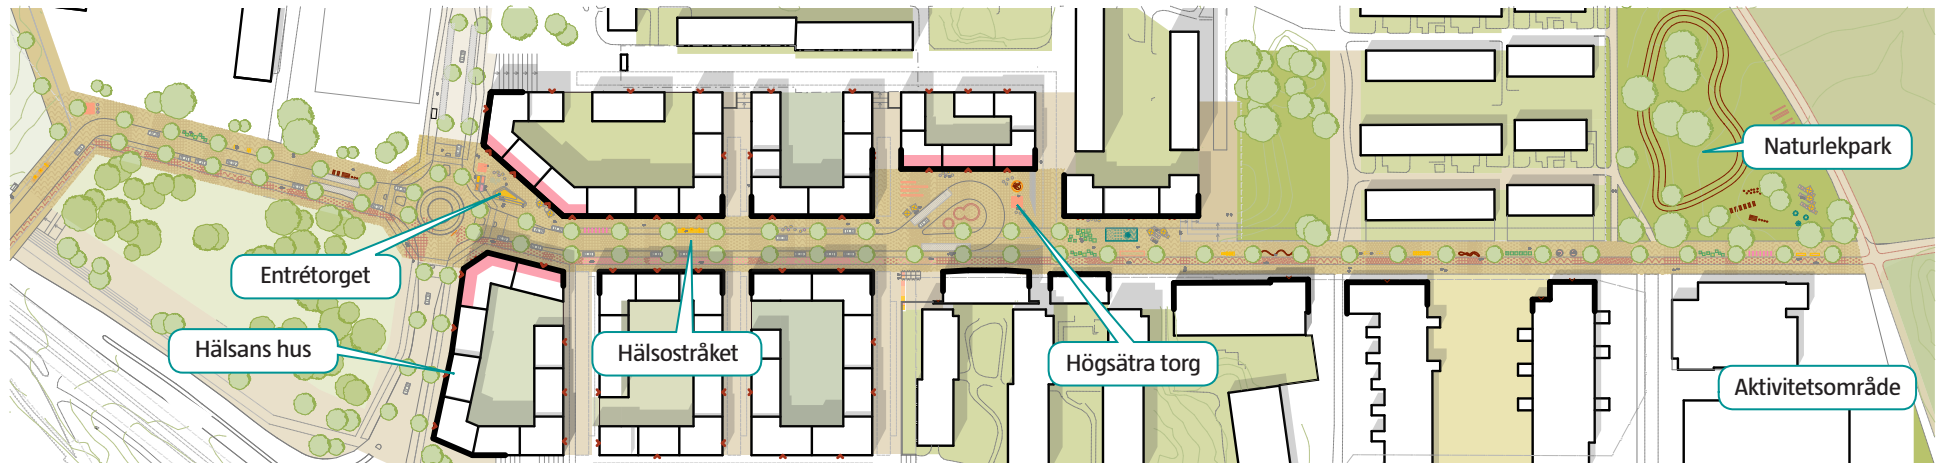 Naturlekpark
Entrétorget
Hälsans hus
Hälsostråket
Högsätra torg
Aktivitetsområde